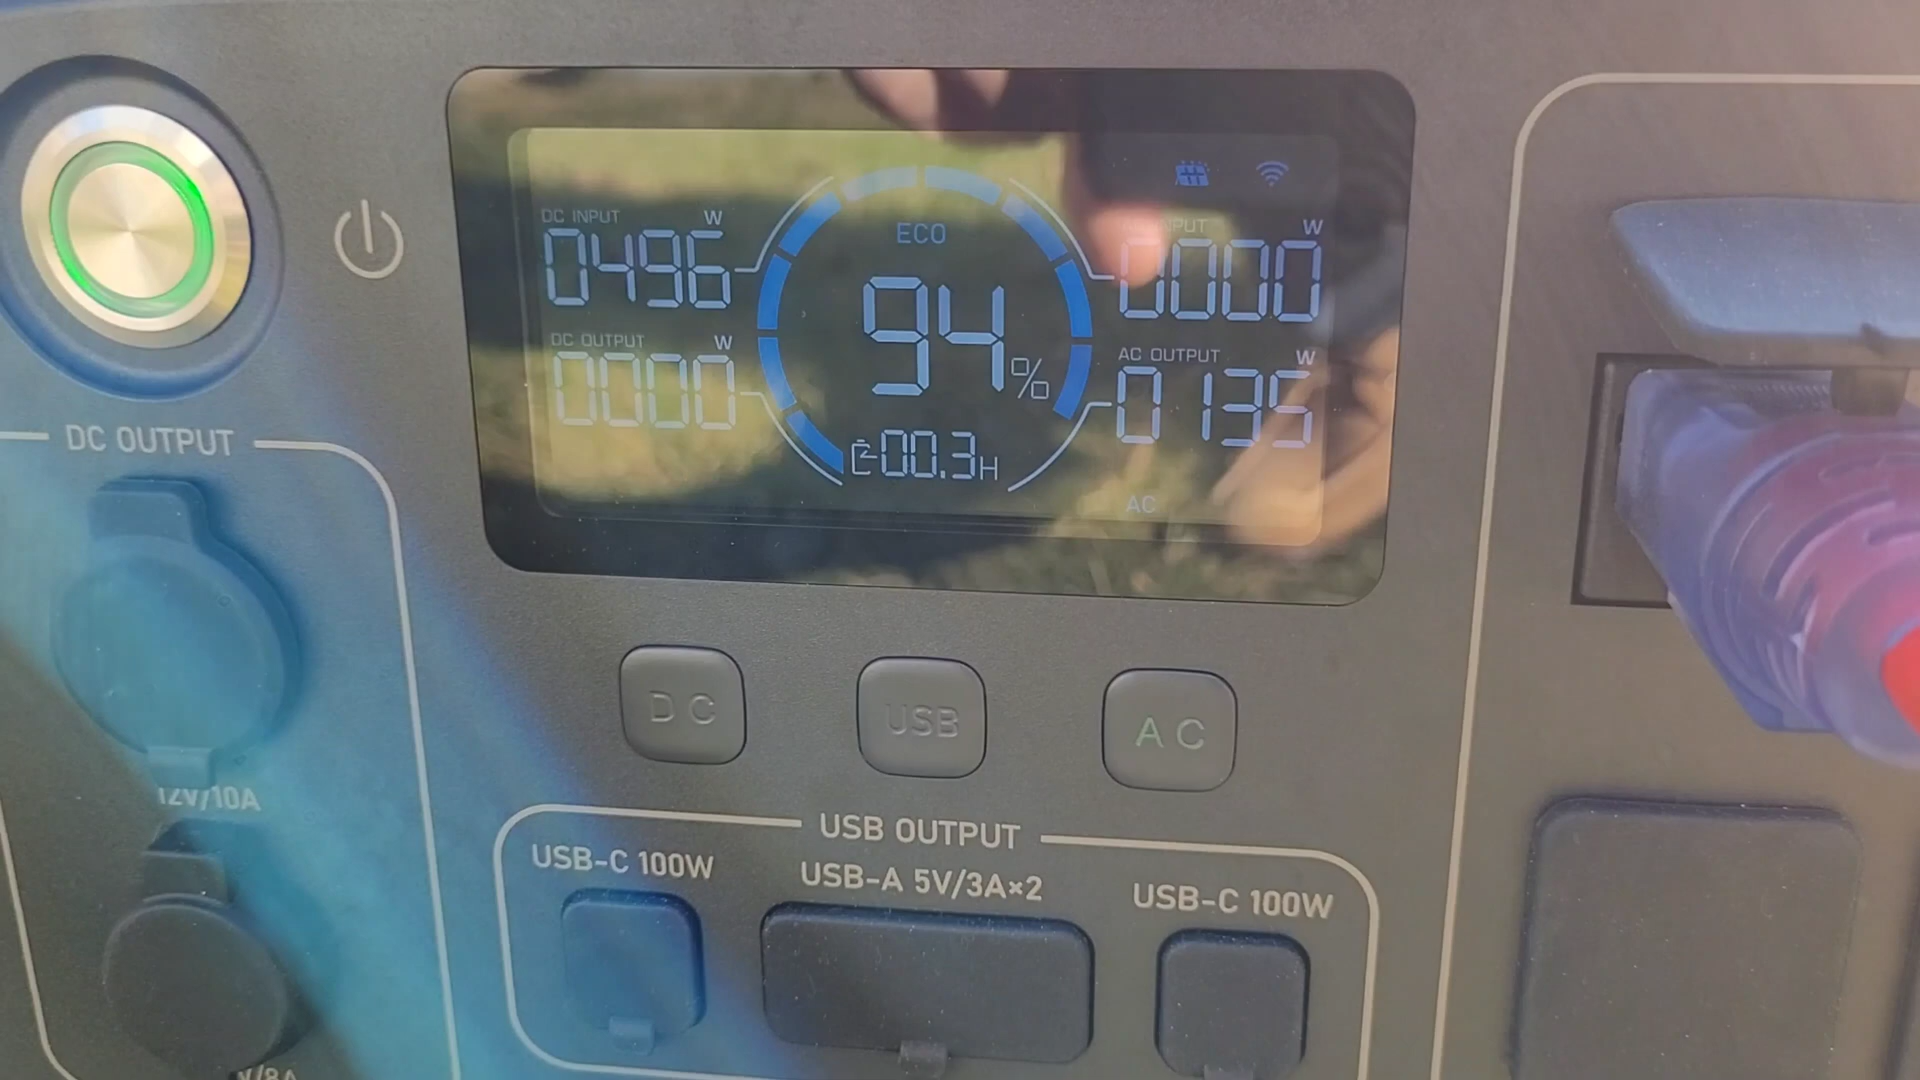 DC INPUT W
0496
DC OUTPUT W
0000
ECO
94%
00.3H
INPUT W
0000
AC OUTPUT W
0135
AC
DC OUTPUT
12V/10A
DC
USB
AC
USB OUTPUT
USB-C 100W
USB-A 5V/3A×2
USB-C 100W